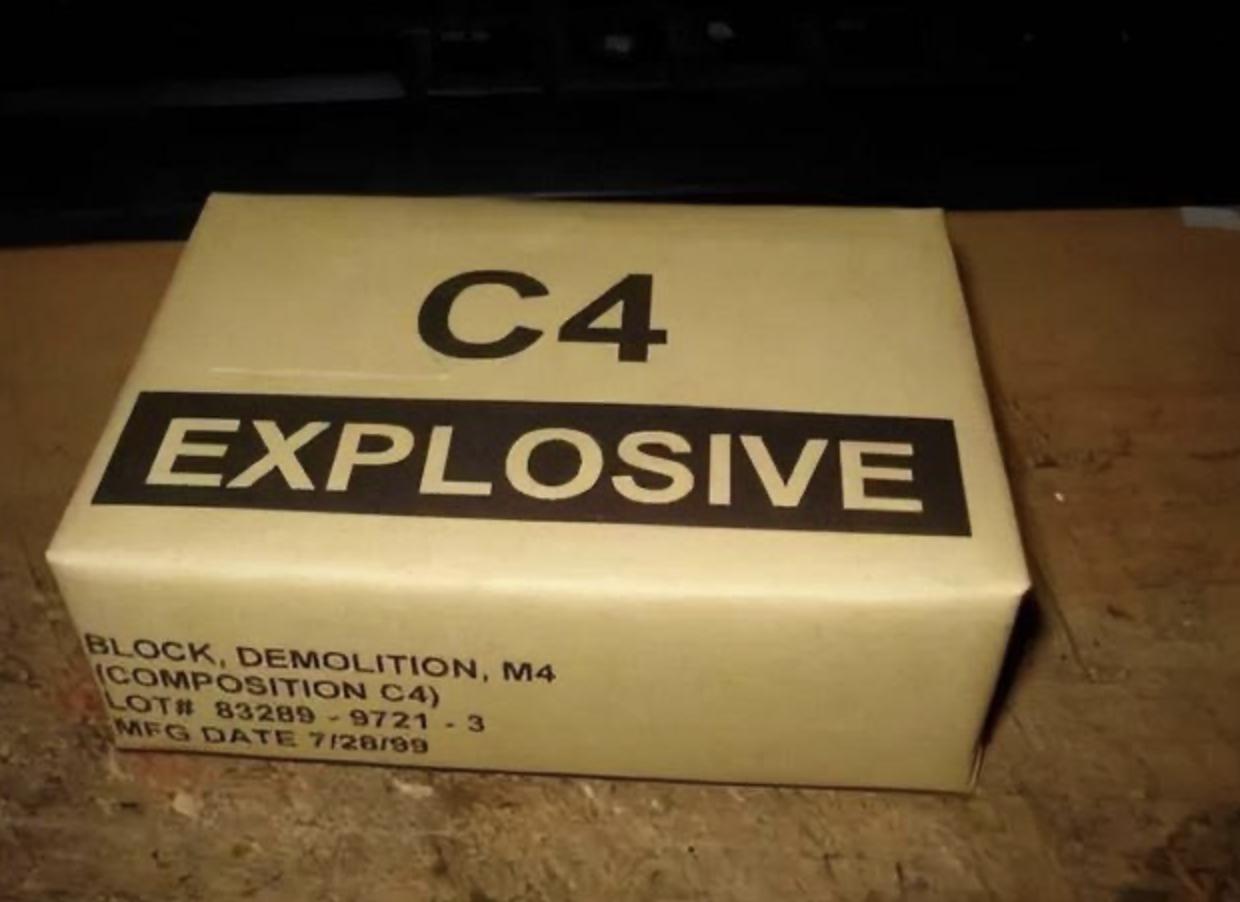 C4
EXPLOSIVE
BLOCK, DEMOLITION, M4
(COMPOSITION C4)
LOT# 83289 - 9721 - 3
MFG DATE 7/28/99